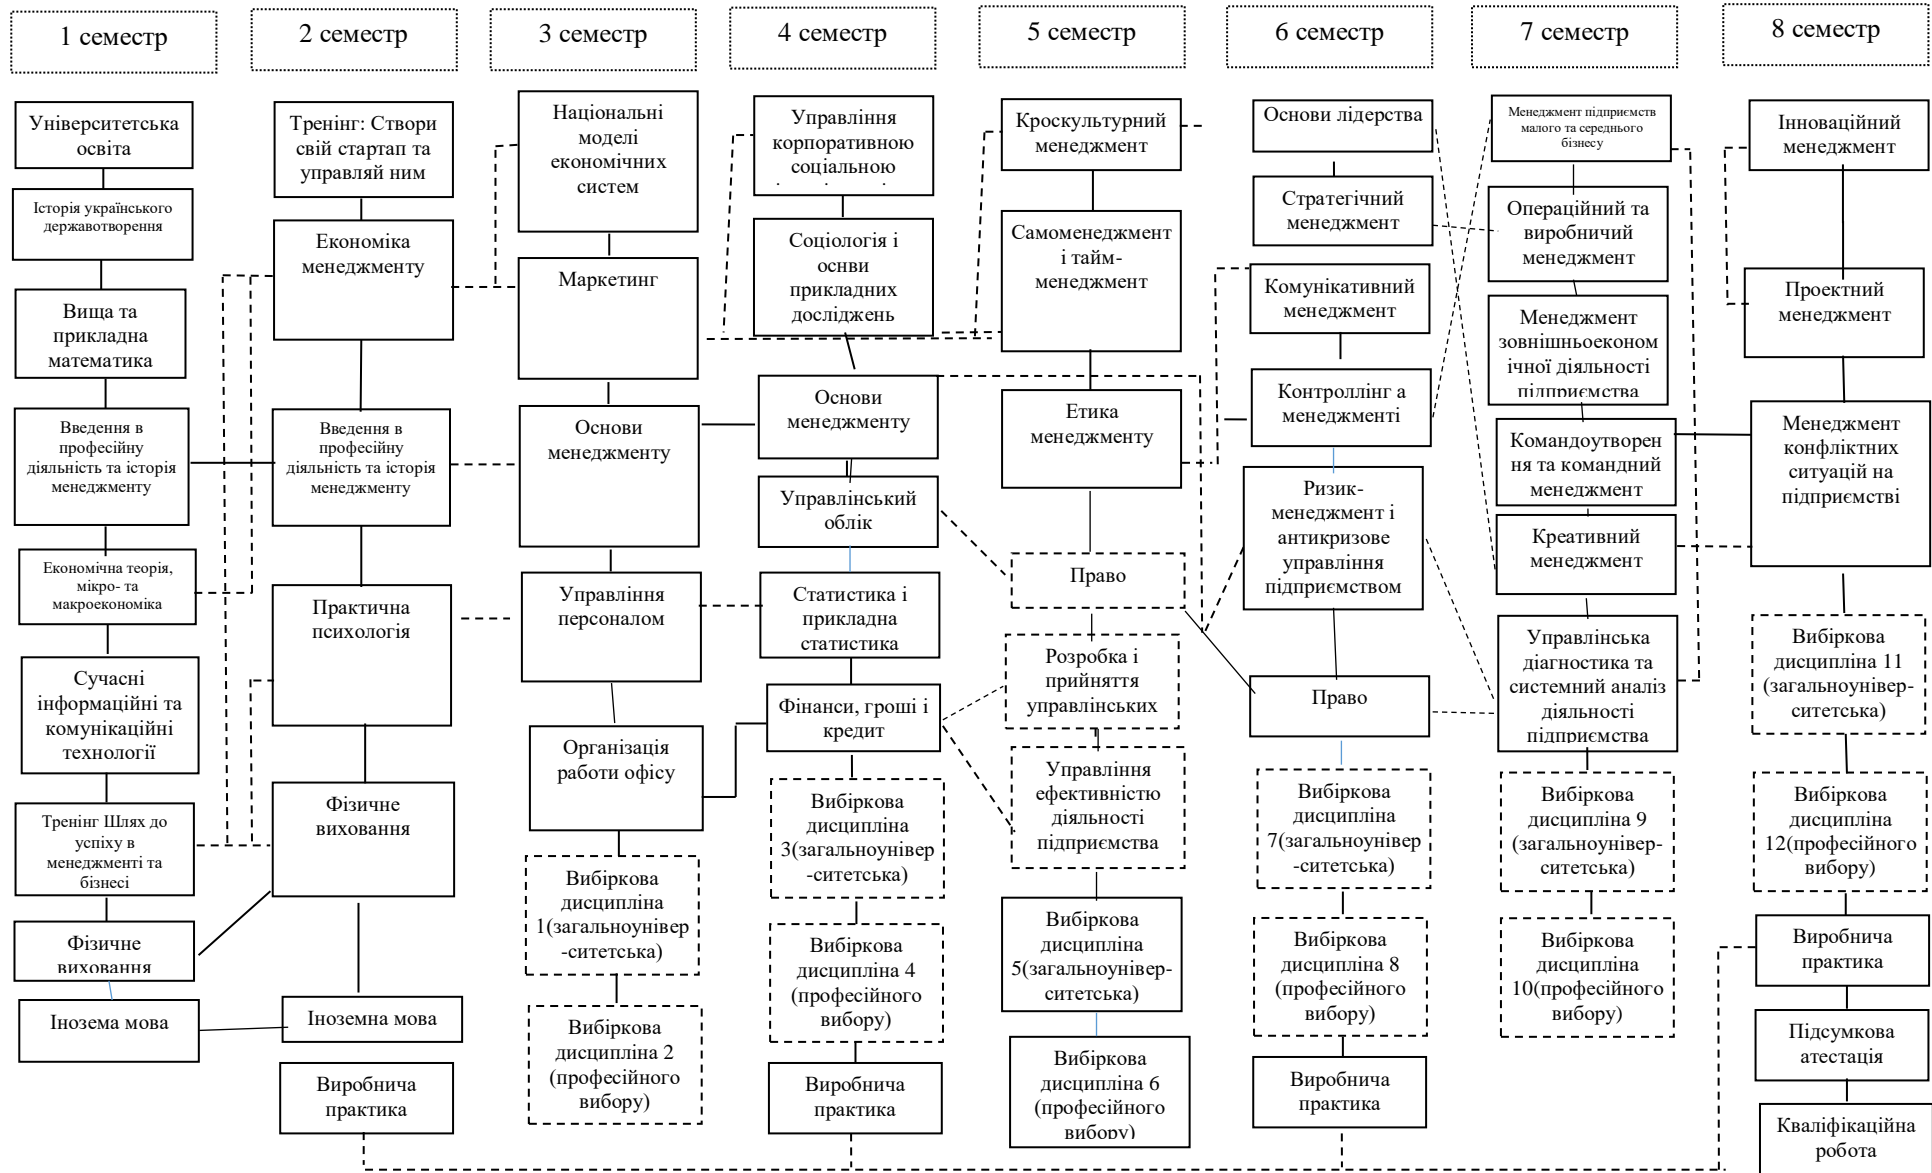 1 семестр
2 семестр
3 семестр
4 семестр
5 семестр
6 семестр
7 семестр
8 семестр
Університетська
освіта
Історія українського
державотворення
Вища та
прикладна
математика
Введення в
професійну
діяльність та історія
менеджменту
Економічна теорія,
мікро- та
макроекономіка
Сучасні
інформаційні та
комунікаційні
технології
Тренінг Шлях до
успіху в
менеджменті та
бізнесі
Фізичне
виховання
Інозема мова
Тренінг: Створи
свій стартап та
управляй ним
Економіка
менеджменту
Введення в
професійну
діяльність та історія
менеджменту
Практична
психологія
Фізичне
виховання
Іноземна мова
Виробнича
практика
Національні
моделі
економічних
систем
Маркетинг
Основи
менеджменту
Управління
персоналом
Організація
работи офісу
Вибіркова
дисципліна
1(загальноунівер
-ситетська)
Вибіркова
дисципліна 2
(професійного
вибору)
Управління
корпоративною
соціальною
Соціологія і
оснви
прикладних
досліджень
Основи
менеджменту
Управлінський
облік
Статистика і
прикладна
статистика
Фінанси, гроші і
кредит
Вибіркова
дисципліна
3(загальноунівер
-ситетська)
Вибіркова
дисципліна 4
(професійного
вибору)
Виробнича
практика
Кроскультурний
менеджмент
Самоменеджмент
і тайм-
менеджмент
Етика
менеджменту
Право
Розробка і
прийняття
управлінських
Управління
ефективністю
діяльності
підприємства
Вибіркова
дисципліна
5(загальноунівер-
ситетська)
Вибіркова
дисципліна 6
(професійного
вибору)
Основи лідерства
Стратегічний
менеджмент
Комунікативний
менеджмент
Контроллінг а
менеджменті
Ризик-
менеджмент і
антикризове
управління
підприємством
Право
Вибіркова
дисципліна
7(загальноунівер
-ситетська)
Вибіркова
дисципліна 8
(професійного
вибору)
Виробнича
практика
Менеджмент підприємств
малого та середнього
бізнесу
Операційний та
виробничий
менеджмент
Менеджмент
зовнішньоеконом
ічної діяльності
підприємства
Командоутворен
ня та командний
менеджмент
Креативний
менеджмент
Управлінська
діагностика та
системний аналіз
діяльності
підприємства
Вибіркова
дисципліна 9
(загальноунівер-
ситетська)
Вибіркова
дисципліна
10(професійного
вибору)
Інноваційний
менеджмент
Проектний
менеджмент
Менеджмент
конфліктних
ситуацій на
підприємстві
Вибіркова
дисципліна 11
(загальноунівер-
ситетська)
Вибіркова
дисципліна
12(професійного
вибору)
Виробнича
практика
Підсумкова
атестація
Кваліфікаційна
робота